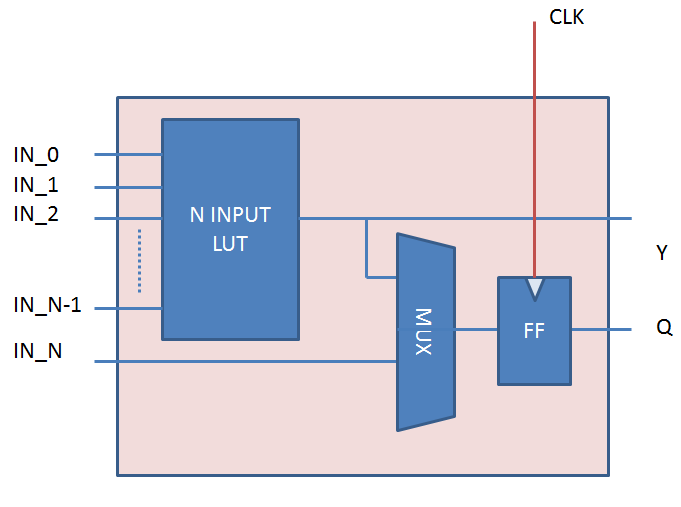 CLK
IN_0
IN_1
IN_2
N INPUT
LUT
Y
IN_N-1
MUX
FF
Q
IN_N